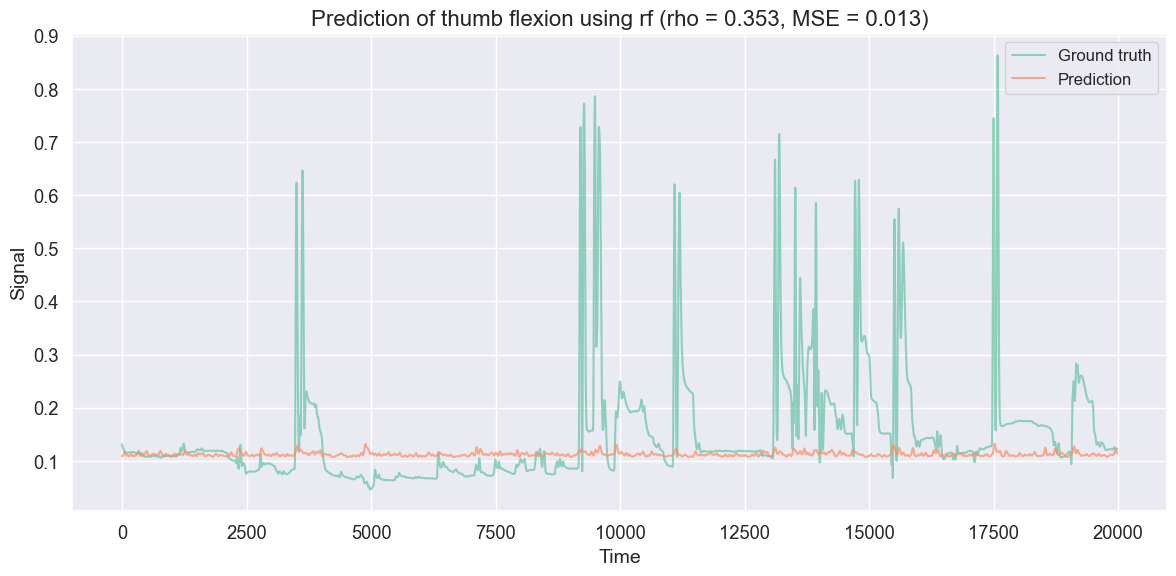 Prediction of thumb flexion using rf (rho = 0.353, MSE = 0.013)
Ground truth
Prediction
Signal
0.9
0.8
0.7
0.6
0.5
0.4
0.3
0.2
0.1
0 2500 5000 7500 10000 12500 15000 17500 20000
Time